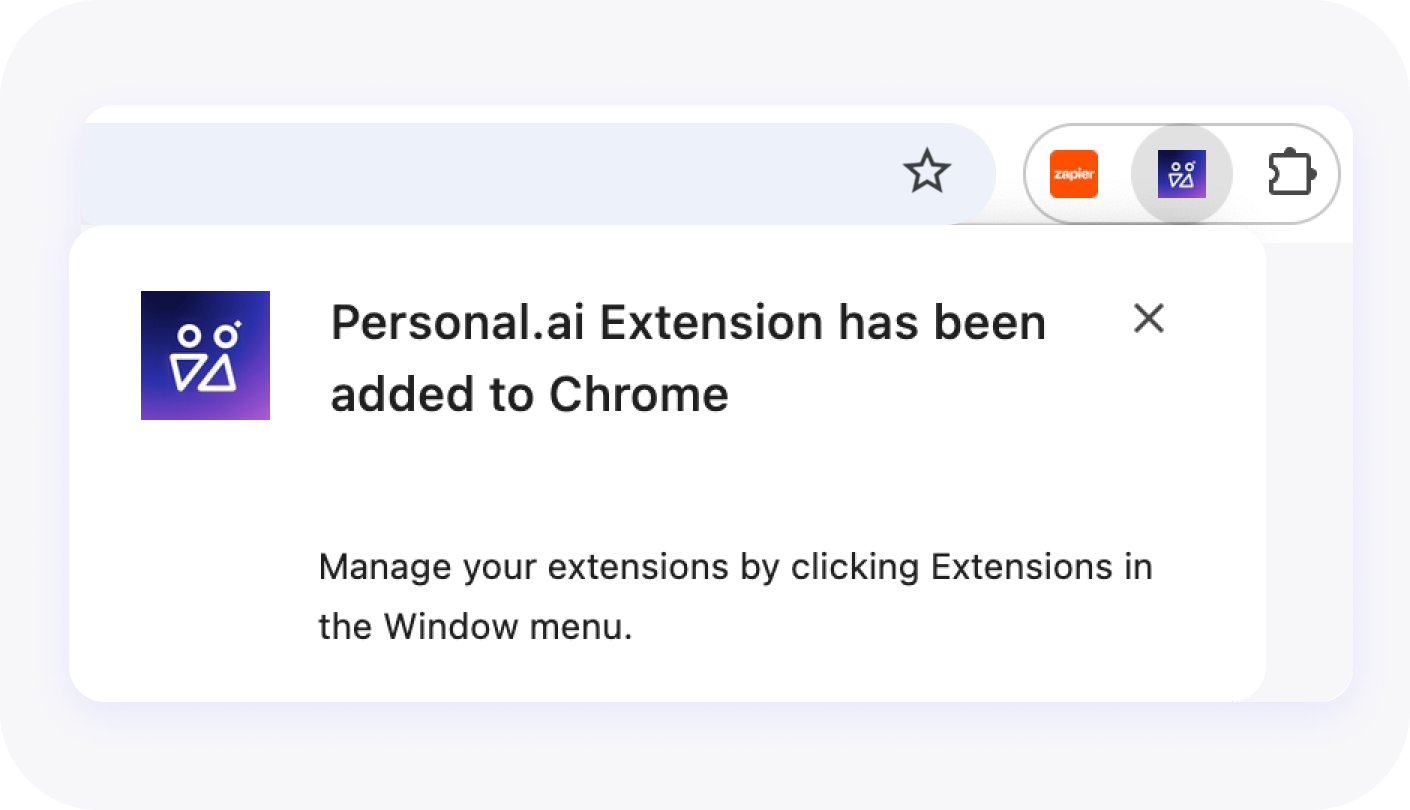 zapier
Personal.ai Extension has been
added to Chrome
Manage your extensions by clicking Extensions in
the Window menu.